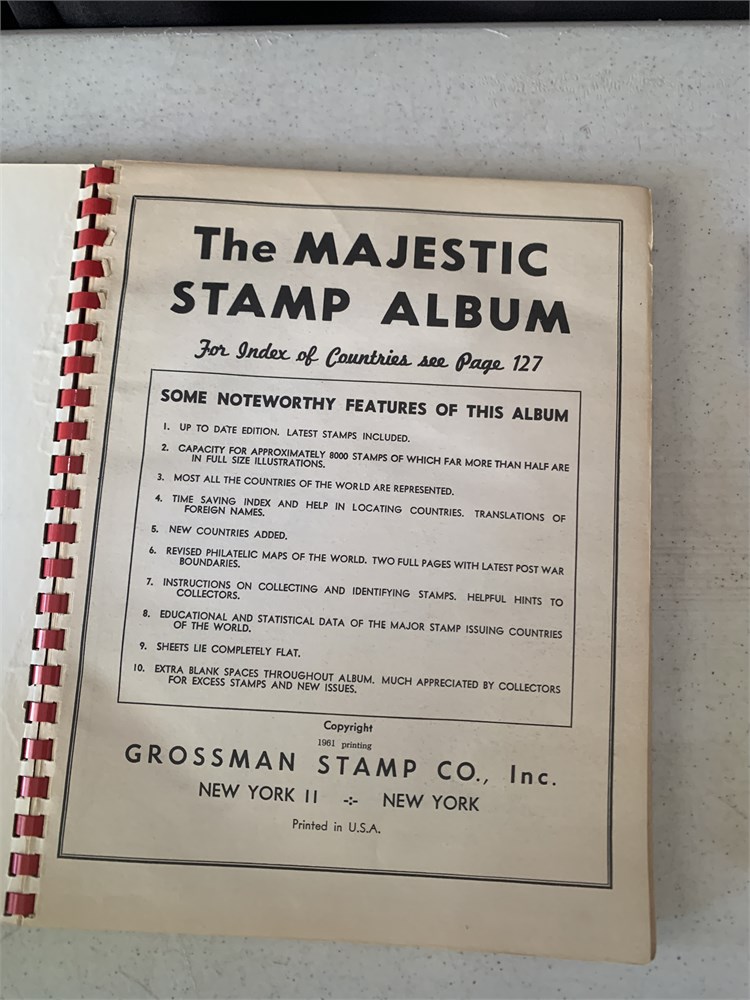 The MAJESTIC
STAMP ALBUM
For Index of Countries see Page 127
SOME NOTEWORTHY FEATURES OF THIS ALBUM
1. UP TO DATE EDITION. LATEST STAMPS INCLUDED.
2. CAPACITY FOR APPROXIMATELY 8000 STAMPS OF WHICH FAR MORE THAN HALF ARE
IN FULL SIZE ILLUSTRATIONS.
3. MOST ALL THE COUNTRIES OF THE WORLD ARE REPRESENTED.
4. TIME SAVING INDEX AND HELP IN LOCATING COUNTRIES. TRANSLATIONS OF
FOREIGN NAMES.
5. NEW COUNTRIES ADDED.
6. REVISED PHILATELIC MAPS OF THE WORLD. TWO FULL PAGES WITH LATEST POST WAR
BOUNDARIES.
7. INSTRUCTIONS ON COLLECTING AND IDENTIFYING STAMPS. HELPFUL HINTS TO
COLLECTORS.
8. EDUCATIONAL AND STATISTICAL DATA OF THE MAJOR STAMP ISSUING COUNTRIES
OF THE WORLD.
9. SHEETS LIE COMPLETELY FLAT.
10. EXTRA BLANK SPACES THROUGHOUT ALBUM. MUCH APPRECIATED BY COLLECTORS
FOR EXCESS STAMPS AND NEW ISSUES.
Copyright
1961 printing
GROSSMAN STAMP CO., Inc.
NEW YORK 11 -:- NEW YORK
Printed in U.S.A.